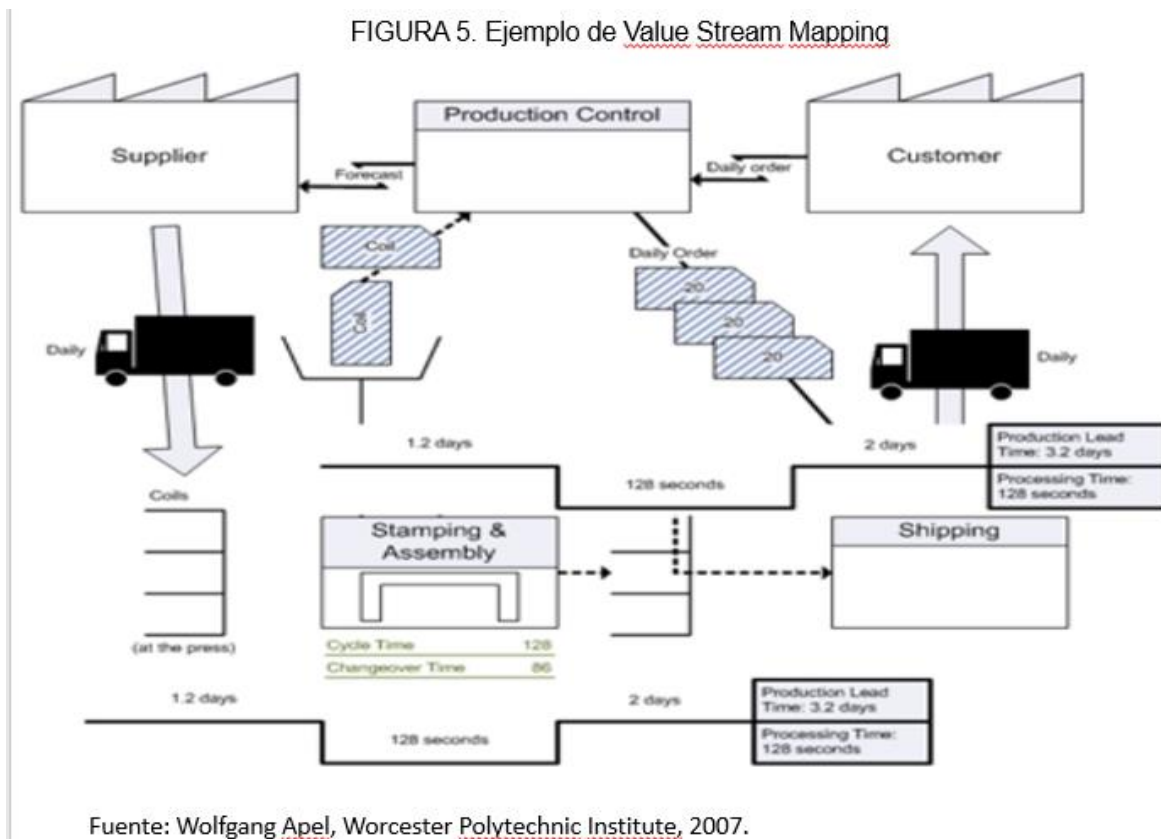 FIGURA 5. Ejemplo de Value Stream Mapping
Supplier
Production Control
Customer
Forecast
Daily order
Coil
Coil
Daily Order
20
20
20
Daily
Daily
1.2 days
128 seconds
2 days
Production Lead
Time: 3.2 days
Processing Time:
128 seconds
Coils
(at the press)
Stamping &
Assembly
Cycle Time 128
Changeover Time 86
Shipping
1.2 days
128 seconds
2 days
Production Lead
Time: 3.2 days
Processing Time:
128 seconds
Fuente: Wolfgang Apel, Worcester Polytechnic Institute, 2007.